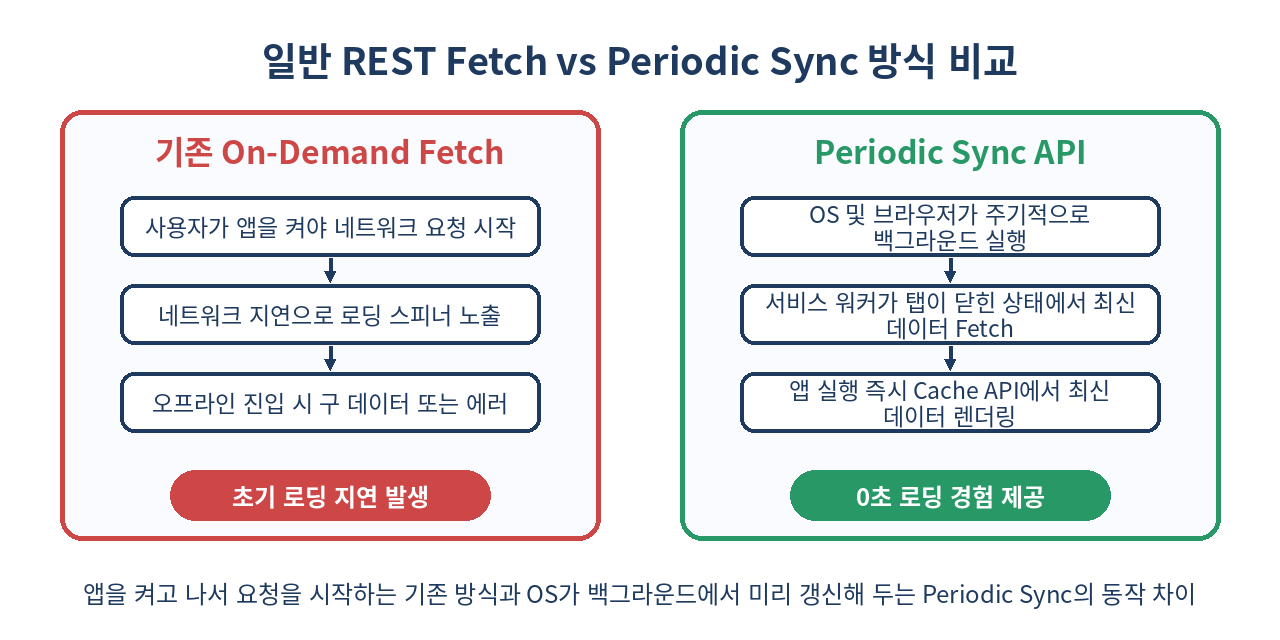 일반 REST Fetch vs Periodic Sync 방식 비교
기존 On-Demand Fetch
사용자가 앱을 켜야 네트워크 요청 시작
네트워크 지연으로 로딩 스피너 노출
오프라인 진입 시 구 데이터 또는 에러
초기 로딩 지연 발생
Periodic Sync API
OS 및 브라우저가 주기적으로
백그라운드 실행
서비스 워커가 탭이 닫힌 상태에서 최신
데이터 Fetch
앱 실행 즉시 Cache API에서 최신
데이터 렌더링
0초 로딩 경험 제공
앱을 켜고 나서 요청을 시작하는 기존 방식과 OS가 백그라운드에서 미리 갱신해 두는 Periodic Sync의 동작 차이